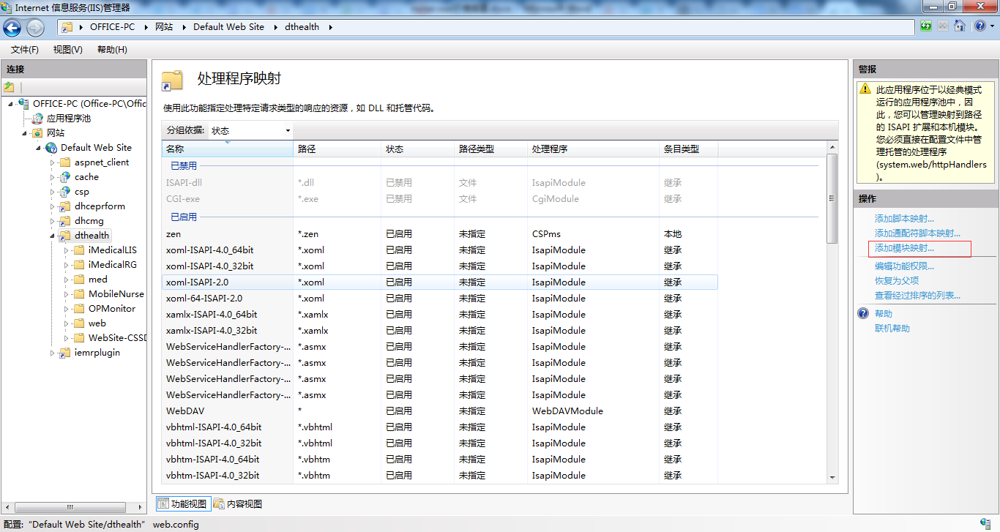 Internet 信息服务(IIS)管理器
OFFICE-PC 网站 Default Web Site dthealth
文件(F) 视图(V) 帮助(H)
连接
OFFICE-PC (Office-PC\Offic
应用程序池
网站
Default Web Site
aspnet_client
cache
csp
dhceprform
dhcmg
dthealth
iMedicalLIS
iMedicalRG
med
MobileNurse
OPMonitor
web
WebSite-CSSD
iemrplugin
处理程序映射
使用此功能指定处理特定请求类型的响应的资源，如 DLL 和托管代码。
分组依据: 状态
名称 路径 状态 路径类型 处理程序 条目类型
已禁用
ISAPI-dll *.dll 已禁用 文件 IsapiModule 继承
CGI-exe *.exe 已禁用 文件 CgiModule 继承
已启用
zen *.zen 已启用 未指定 CSPms 本地
xoml-ISAPI-4.0_64bit *.xoml 已启用 未指定 IsapiModule 继承
xoml-ISAPI-4.0_32bit *.xoml 已启用 未指定 IsapiModule 继承
xoml-ISAPI-2.0 *.xoml 已启用 未指定 IsapiModule 继承
xoml-64-ISAPI-2.0 *.xoml 已启用 未指定 IsapiModule 继承
xamlx-ISAPI-4.0_64bit *.xamlx 已启用 未指定 IsapiModule 继承
xamlx-ISAPI-4.0_32bit *.xamlx 已启用 未指定 IsapiModule 继承
WebServiceHandlerFactory-... *.asmx 已启用 未指定 IsapiModule 继承
WebServiceHandlerFactory-... *.asmx 已启用 未指定 IsapiModule 继承
WebServiceHandlerFactory-... *.asmx 已启用 未指定 IsapiModule 继承
WebServiceHandlerFactory-... *.asmx 已启用 未指定 IsapiModule 继承
WebDAV * 已启用 未指定 WebDAVModule 继承
vbhtml-ISAPI-4.0_64bit *.vbhtml 已启用 未指定 IsapiModule 继承
vbhtml-ISAPI-4.0_32bit *.vbhtml 已启用 未指定 IsapiModule 继承
vbhtm-ISAPI-4.0_64bit *.vbhtm 已启用 未指定 IsapiModule 继承
vbhtm-ISAPI-4.0_32bit *.vbhtm 已启用 未指定 IsapiModule 继承
功能视图 内容视图
警报
此应用程序位于以经典模式
运行的应用程序池中，因
此，您可以管理映射到路径
的 ISAPI 扩展和本机模块。
您必须直接在配置文件中管
理托管的处理程序
(system.web/httpHandlers
)。
操作
添加脚本映射...
添加通配符脚本映射...
添加模块映射...
编辑功能权限...
恢复为父项
查看经过排序的列表...
帮助
联机帮助
配置: “Default Web Site/dthealth” web.config